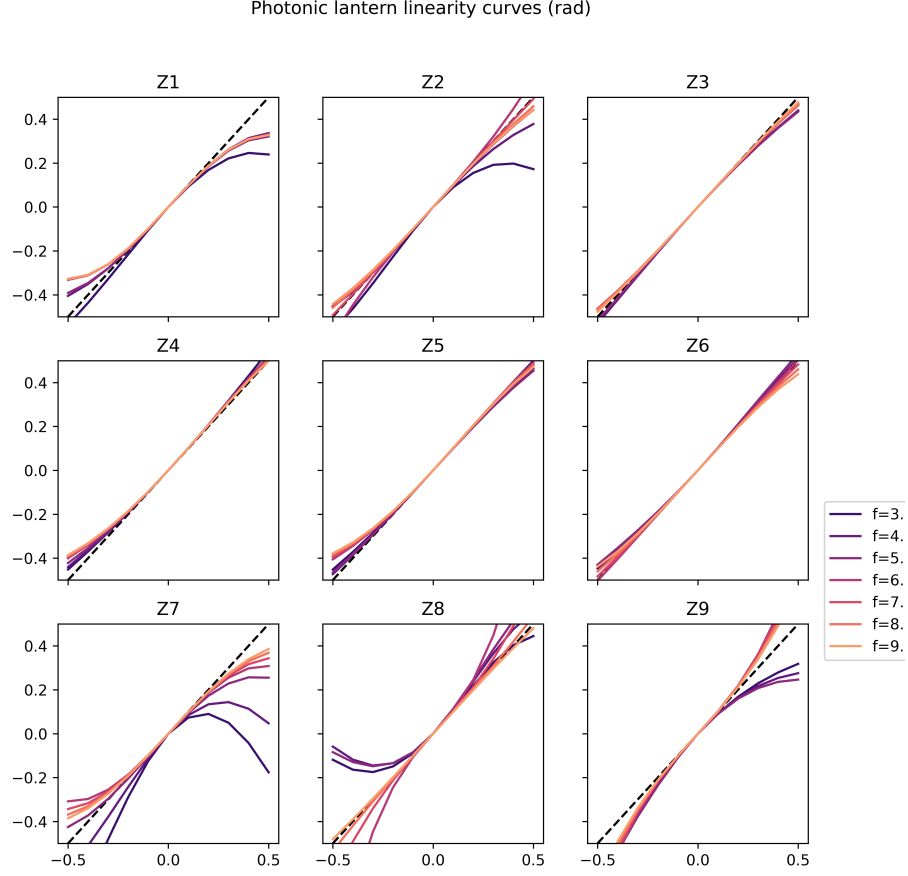 Photonic lantern linearity curves (rad)
Z1 Z2 Z3
0.4
0.2
0.0
−0.2
−0.4
Z4 Z5 Z6
0.4
0.2
0.0
−0.2
−0.4
f=3.
f=4.
f=5.
f=6.
f=7.
f=8.
f=9.
Z7 Z8 Z9
0.4
0.2
0.0
−0.2
−0.4
−0.5 0.0 0.5 −0.5 0.0 0.5 −0.5 0.0 0.5